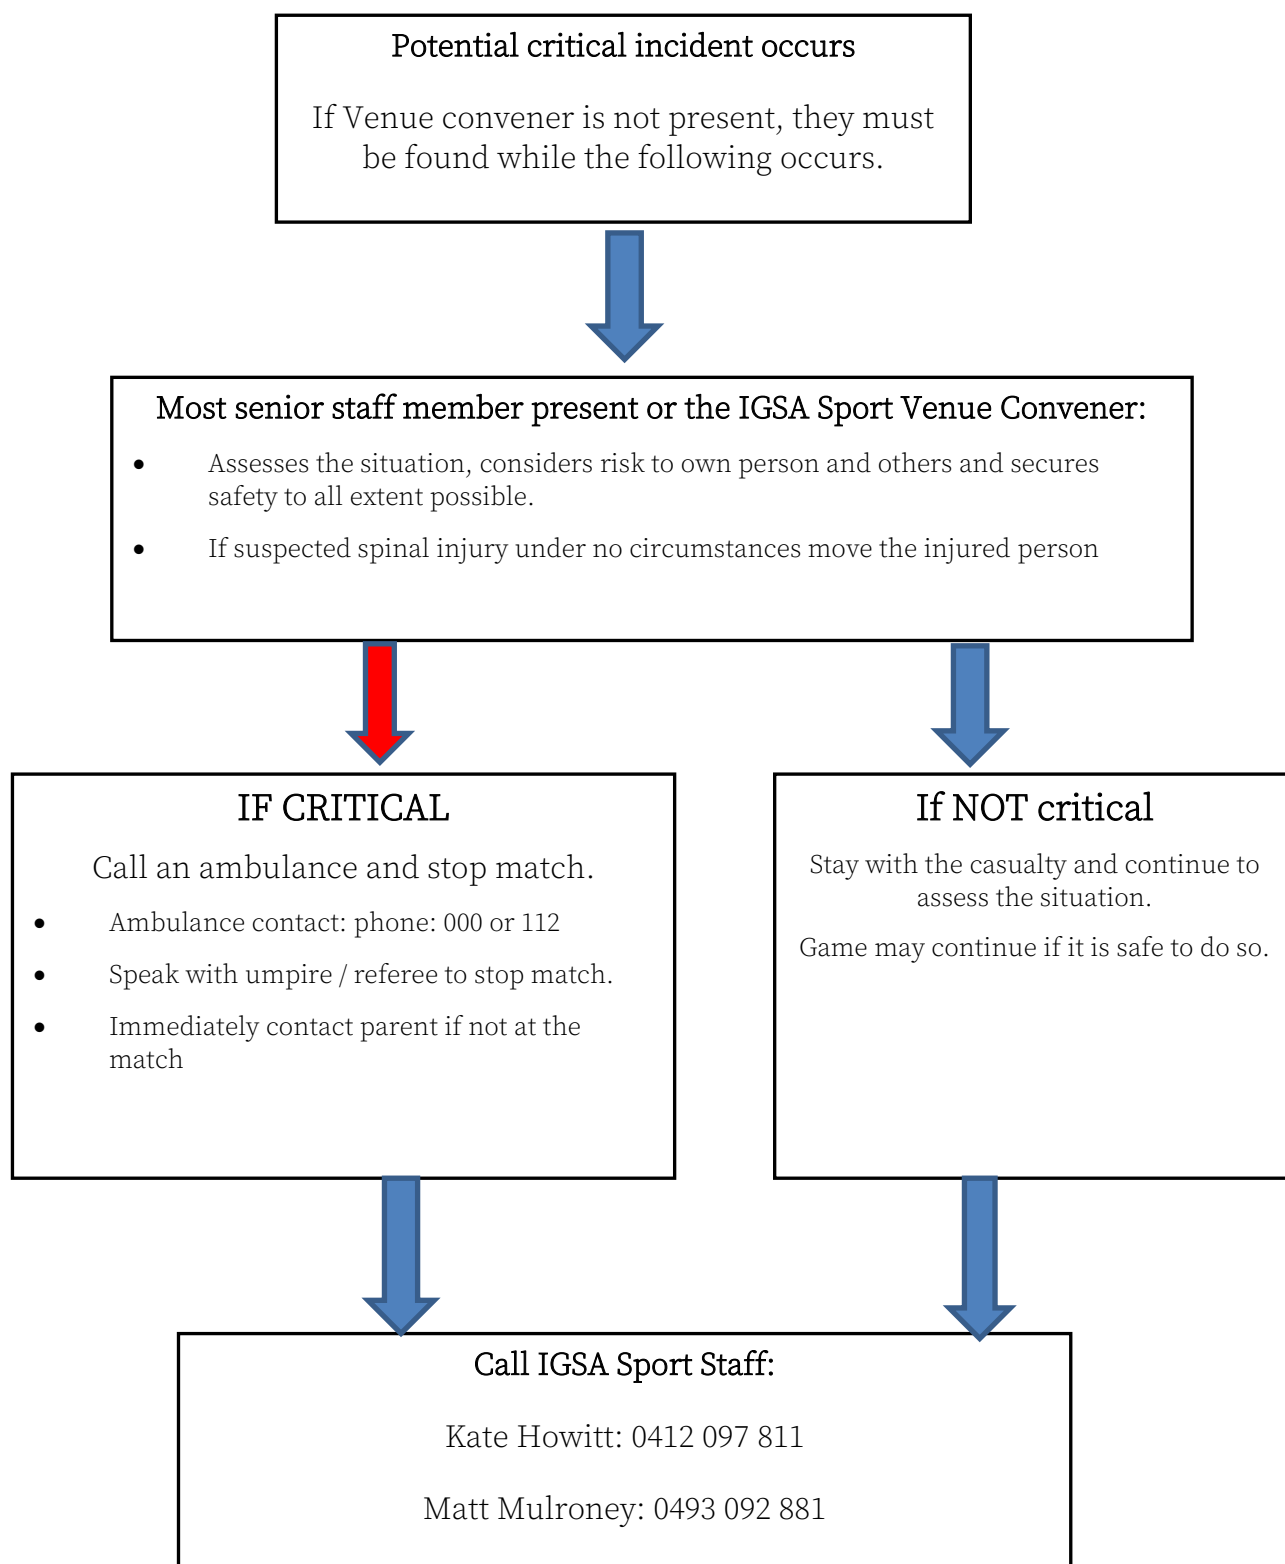 Potential critical incident occurs
If Venue convener is not present, they must
be found while the following occurs.
Most senior staff member present or the IGSA Sport Venue Convener:
• Assesses the situation, considers risk to own person and others and secures
safety to all extent possible.
• If suspected spinal injury under no circumstances move the injured person
IF CRITICAL
Call an ambulance and stop match.
• Ambulance contact: phone: 000 or 112
• Speak with umpire / referee to stop match.
• Immediately contact parent if not at the
match
If NOT critical
Stay with the casualty and continue to
assess the situation.
Game may continue if it is safe to do so.
Call IGSA Sport Staff:
Kate Howitt: 0412 097 811
Matt Mulroney: 0493 092 881